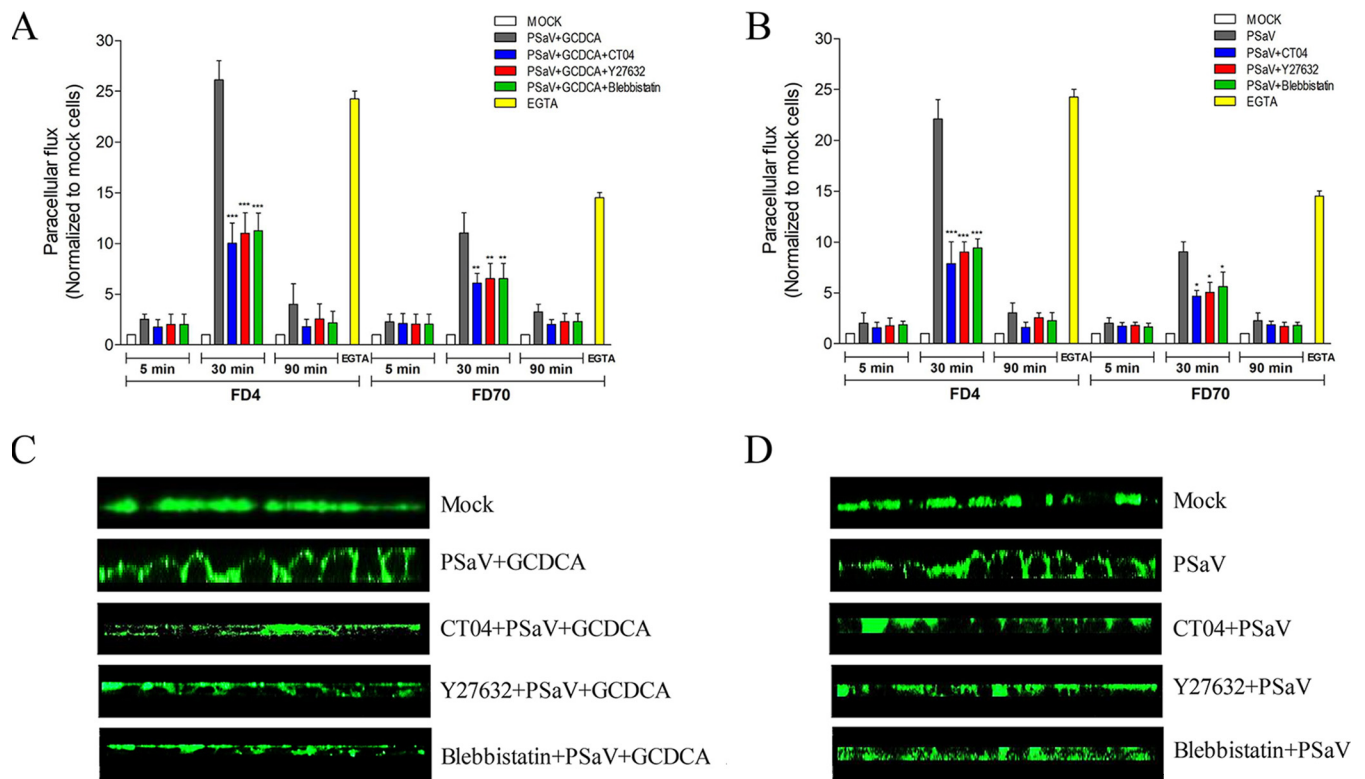 A
Paracellular flux
(Normalized to mock cells)
30
25
20
15
10
5
0
MOCK
PSaV+GCDCA
PSaV+GCDCA+CT04
PSaV+GCDCA+Y27632
PSaV+GCDCA+Blebbistatin
EGTA
*** *** ***
** ** **
5 min 30 min 90 min EGTA 5 min 30 min 90 min EGTA
FD4 FD70
B
Paracellular flux
(Normalized to mock cells)
30
25
20
15
10
5
0
MOCK
PSaV
PSaV+CT04
PSaV+Y27632
PSaV+Blebbistatin
EGTA
*** *** ***
* * *
5 min 30 min 90 min EGTA 5 min 30 min 90 min EGTA
FD4 FD70
C
Mock
PSaV+GCDCA
CT04+PSaV+GCDCA
Y27632+PSaV+GCDCA
Blebbistatin+PSaV+GCDCA
D
Mock
PSaV
CT04+PSaV
Y27632+PSaV
Blebbistatin+PSaV